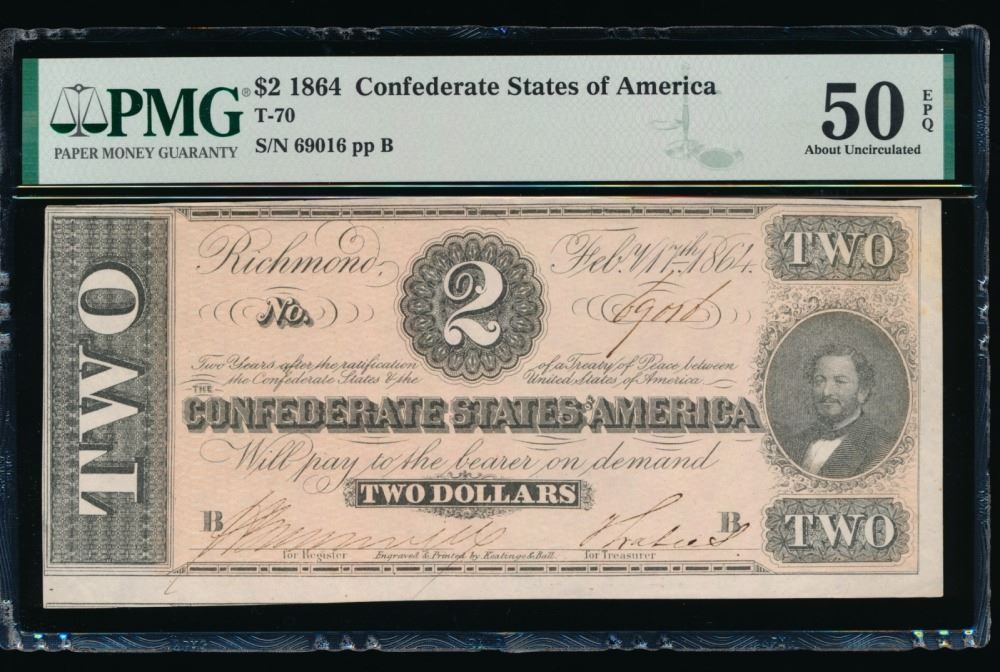 PMG®
PAPER MONEY GUARANTY
$2 1864 Confederate States of America
T-70
S/N 69016 pp B
50 EPQ
About Uncirculated
TWO
Richmond,
2
Feb,y 17th, 1864.
TWO
No.
69016
Two Years after the ratification of a Treaty of Peace between
the Confederate States & the United States of America
THE
CONFEDERATE STATES OF AMERICA
Will pay to the bearer on demand
TWO DOLLARS
B
B
TWO
for Register Engraved & Printed by Keatinge & Ball. for Treasurer